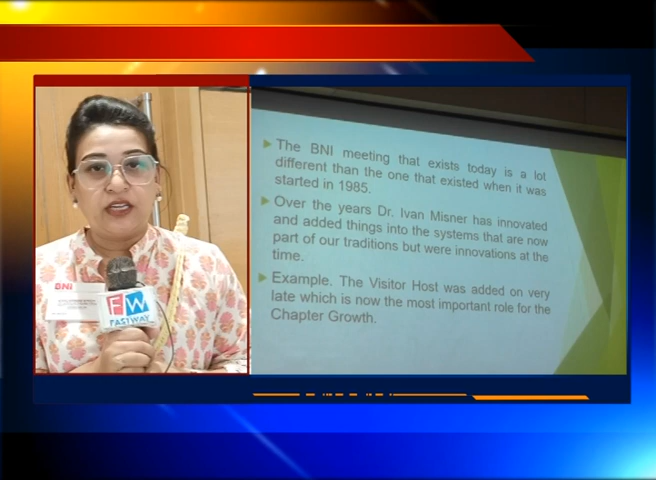 The BNI meeting that exists today is a lot
different than the one that existed when it was
started in 1985.
Over the years Dr. Ivan Misner has innovated
and added things into the systems that are now
part of our traditions but were innovations at the
time.
Example. The Visitor Host was added on very
late which is now the most important role for the
Chapter Growth.
BNI
FW
FASTWAY